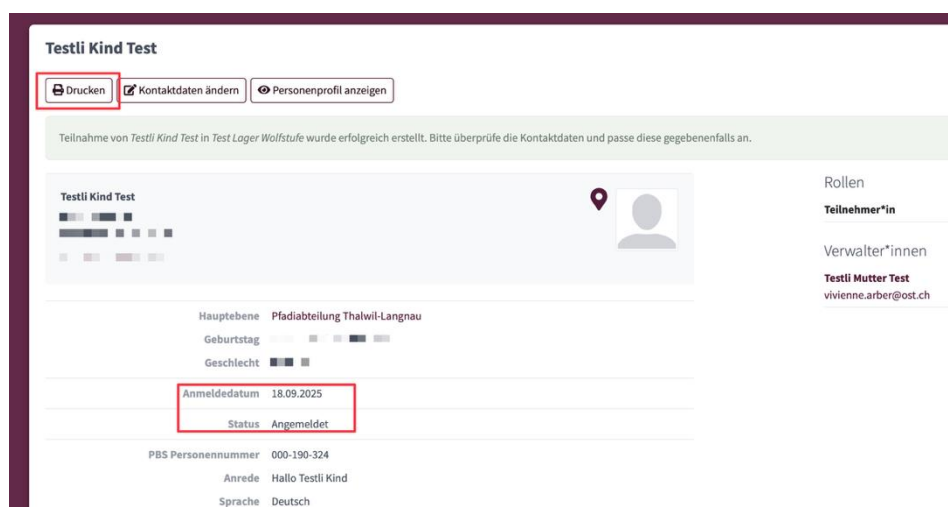 Testli Kind Test
Drucken
Kontaktdaten ändern
Personenprofil anzeigen
Teilnahme von Testli Kind Test in Test Lager Wolfstufe wurde erfolgreich erstellt. Bitte überprüfe die Kontaktdaten und passe diese gegebenenfalls an.
Testli Kind Test
Hauptebene Pfadiabteilung Thalwil-Langnau
Geburtstag
Geschlecht
Anmeldedatum 18.09.2025
Status Angemeldet
PBS Personennummer 000-190-324
Anrede Hallo Testli Kind
Sprache Deutsch
Rollen
Teilnehmer*in
Verwalter*innen
Testli Mutter Test
vivienne.arber@ost.ch